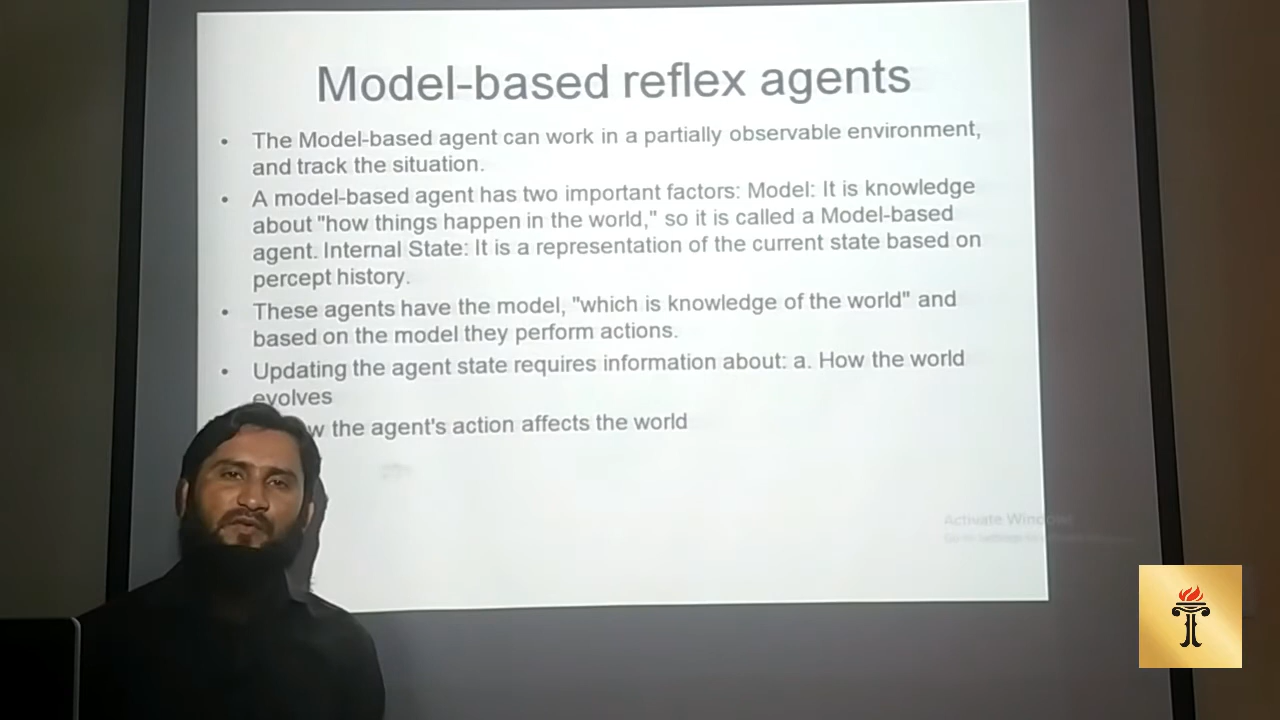 Model-based reflex agents
• The Model-based agent can work in a partially observable environment,
and track the situation.
• A model-based agent has two important factors: Model: It is knowledge
about "how things happen in the world," so it is called a Model-based
agent. Internal State: It is a representation of the current state based on
percept history.
• These agents have the model, "which is knowledge of the world" and
based on the model they perform actions.
• Updating the agent state requires information about: a. How the world
evolves
the agent's action affects the world
Activate Windows